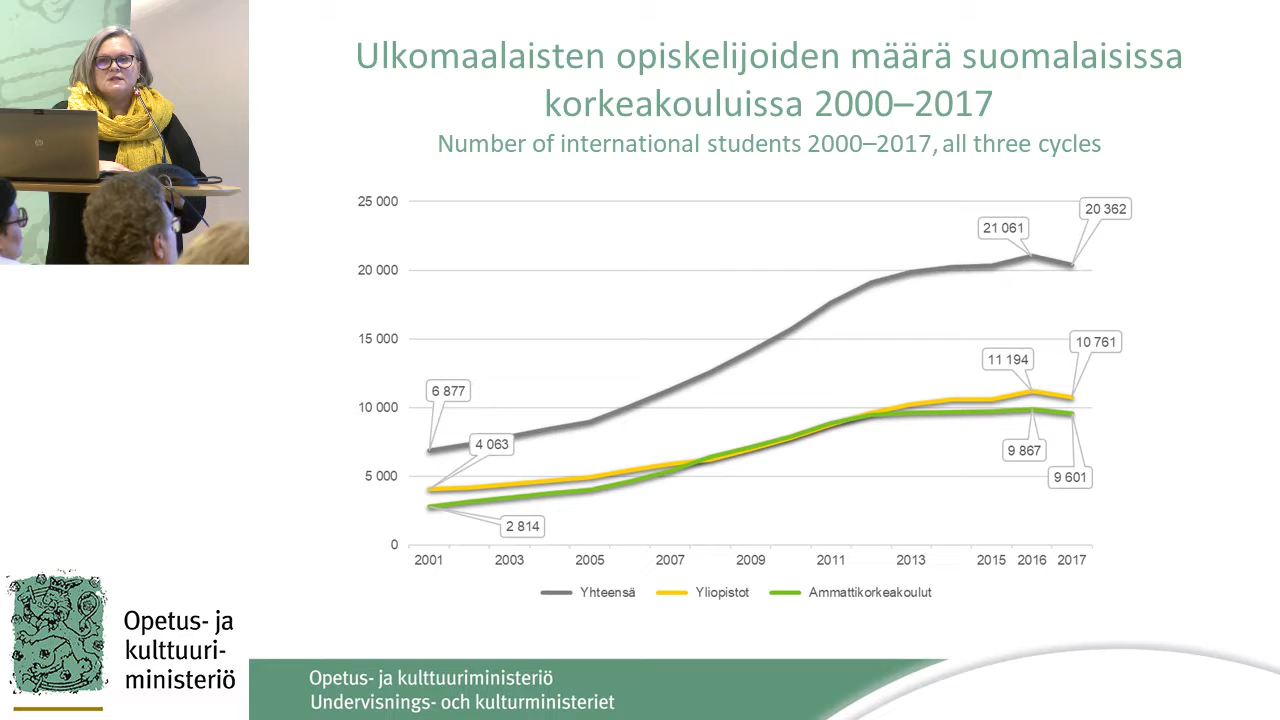 Ulkomaalaisten opiskelijoiden määrä suomalaisissa
korkeakouluissa 2000–2017
Number of international students 2000–2017, all three cycles
25 000
20 000
15 000
10 000
5 000
0
6 877
4 063
2 814
21 061
20 362
11 194
10 761
9 867
9 601
2001 2003 2005 2007 2009 2011 2013 2015 2016 2017
Yhteensä Yliopistot Ammattikorkeakoulut
Opetus- ja
kulttuuri-
ministeriö
Opetus- ja kulttuuriministeriö
Undervisnings- och kulturministeriet